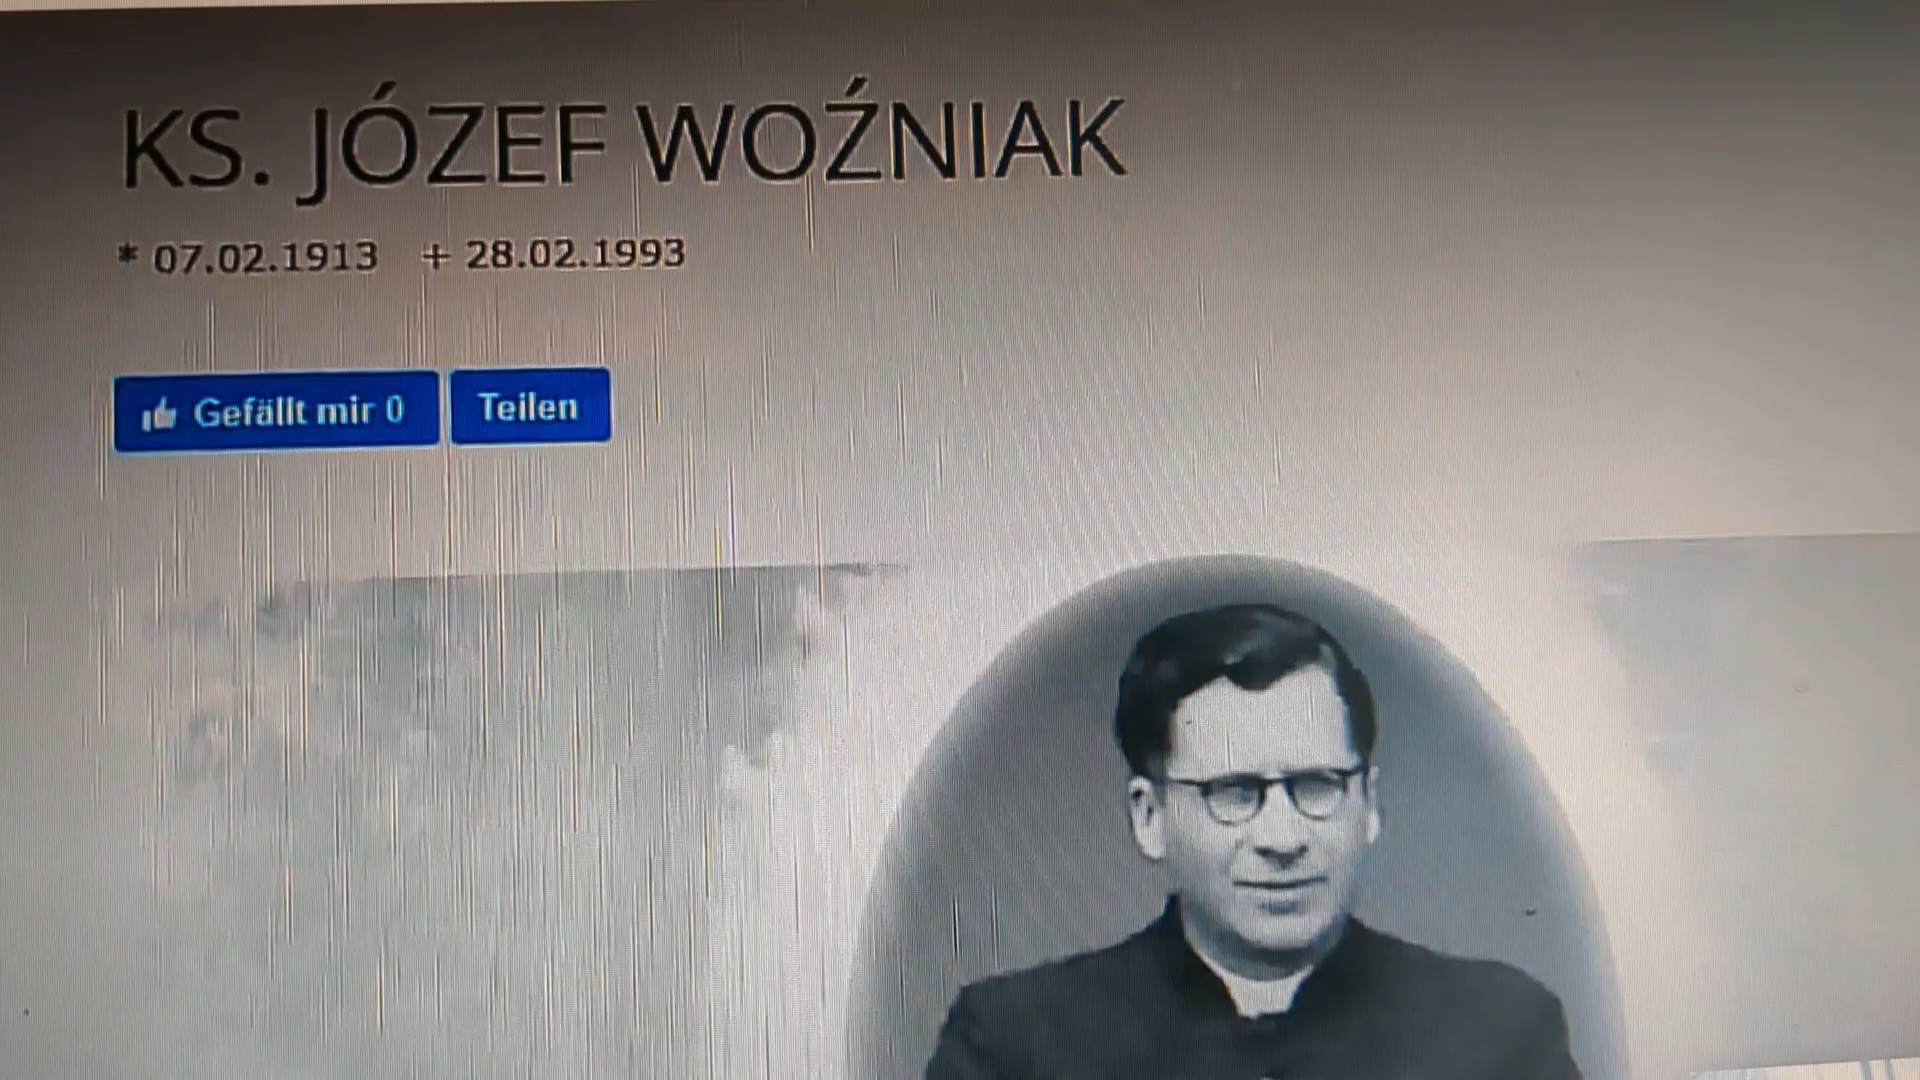 KS. JÓZEF WOŹNIAK
* 07.02.1913 + 28.02.1993
Gefällt mir 0 Teilen